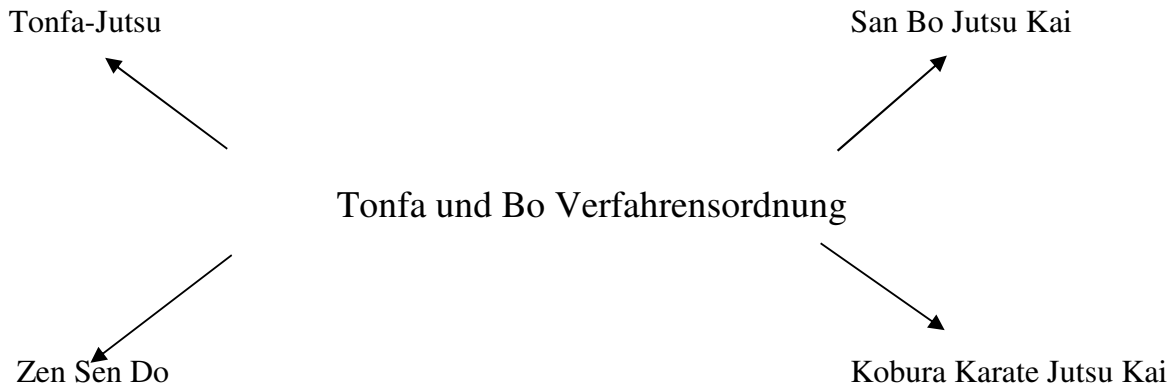 Tonfa-Jutsu
San Bo Jutsu Kai
Tonfa und Bo Verfahrensordnung
Zen Sen Do
Kobura Karate Jutsu Kai